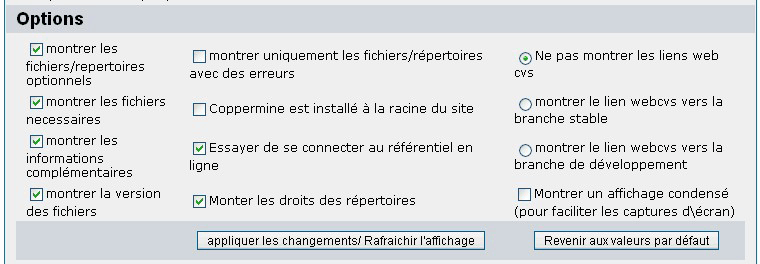 Options
montrer les
fichiers/repertoires
optionnels
montrer les fichiers
necessaires
montrer les
informations
complémentaires
montrer la version
des fichiers
montrer uniquement les fichiers/répertoires
avec des erreurs
Coppermine est installé à la racine du site
Essayer de se connecter au référentiel en
ligne
Monter les droits des répertoires
Ne pas montrer les liens web
cvs
montrer le lien webcvs vers la
branche stable
montrer le lien webcvs vers la
branche de développement
Montrer un affichage condensé
(pour faciliter les captures d\écran)
appliquer les changements/ Rafraichir l'affichage
Revenir aux valeurs par défaut